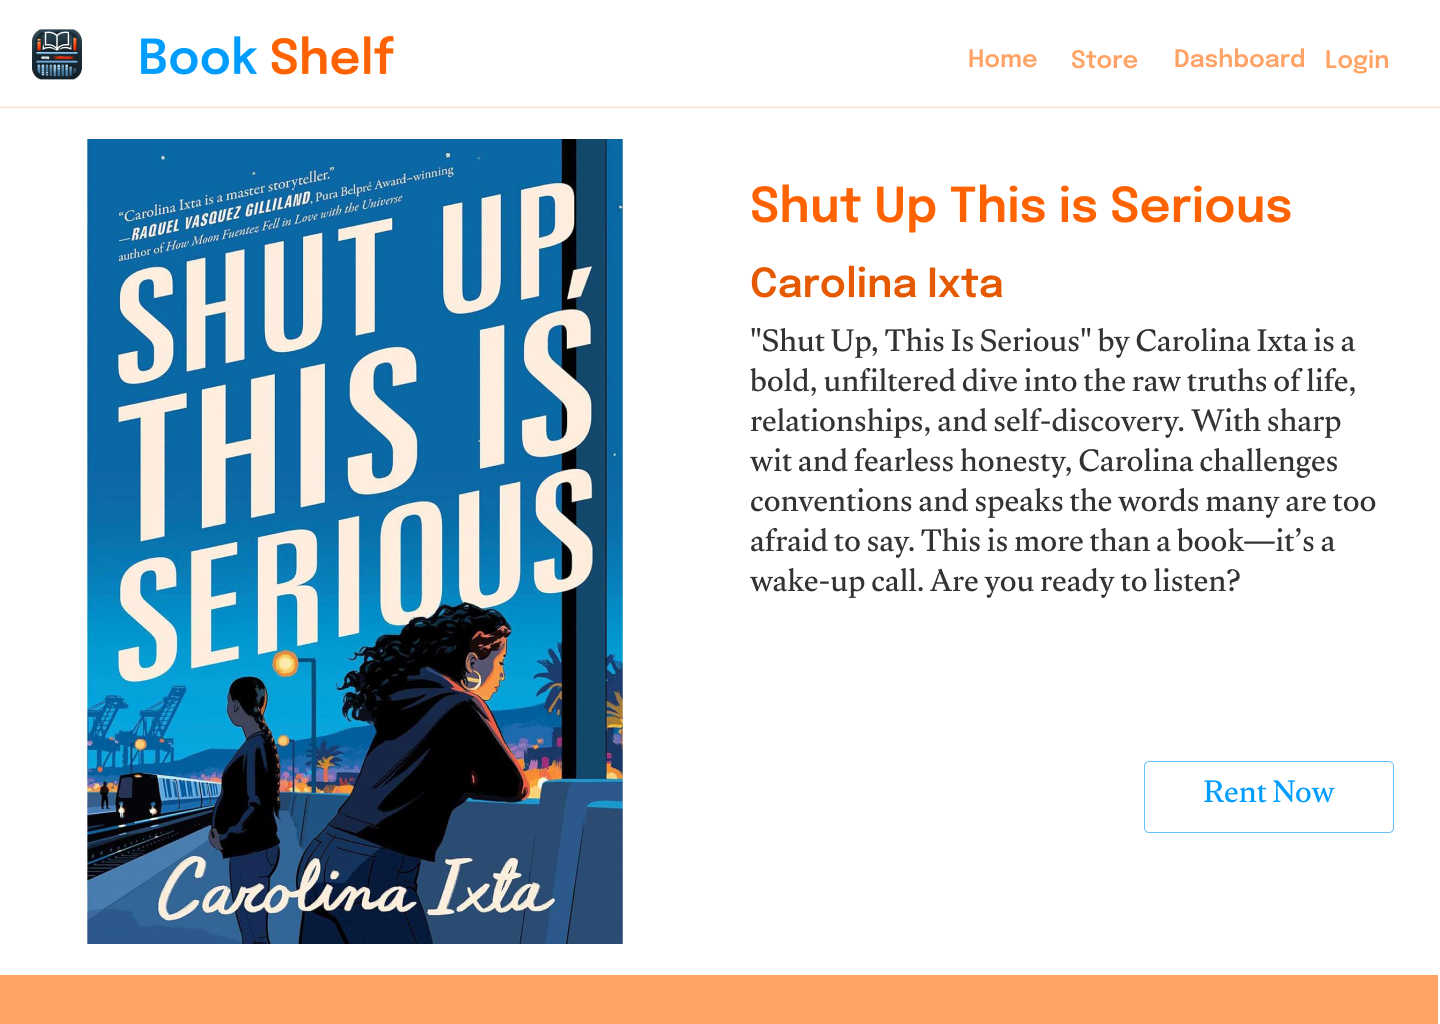 Book Shelf
Home Store Dashboard Login
“Carolina Ixta is a master storyteller.”
—RAQUEL VASQUEZ GILLILAND, Pura Belpré Award–winning
author of How Moon Fuentez Fell in Love with the Universe
SHUT UP,
THIS IS
SERIOUS
Carolina Ixta
Shut Up This is Serious
Carolina Ixta
"Shut Up, This Is Serious" by Carolina Ixta is a
bold, unfiltered dive into the raw truths of life,
relationships, and self-discovery. With sharp
wit and fearless honesty, Carolina challenges
conventions and speaks the words many are too
afraid to say. This is more than a book—it’s a
wake-up call. Are you ready to listen?
Rent Now